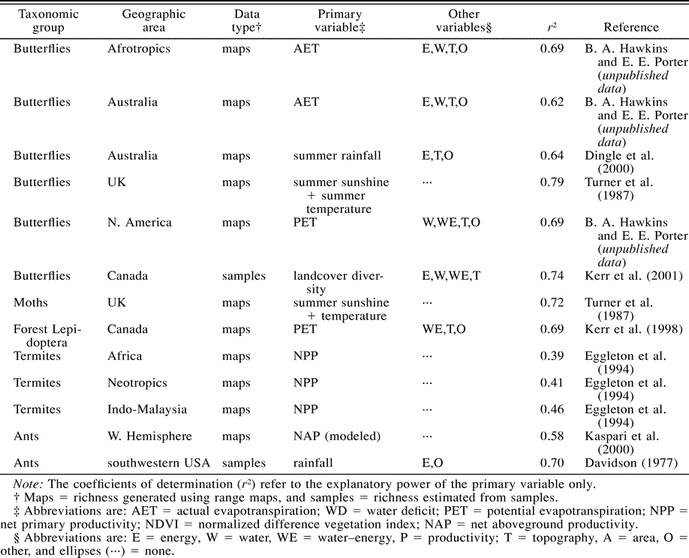 Taxonomic Geographic Data Primary Other
group area type† variable‡ variables§ r² Reference
Butterflies Afrotropics maps AET E,W,T,O 0.69 B. A. Hawkins
and E. E. Porter
(unpublished
data)
Butterflies Australia maps AET E,W,T,O 0.62 B. A. Hawkins
and E. E. Porter
(unpublished
data)
Butterflies Australia maps summer rainfall E,T,O 0.64 Dingle et al.
(2000)
Butterflies UK maps summer sunshine ··· 0.79 Turner et al.
+ summer (1987)
temperature
Butterflies N. America maps PET W,WE,T,O 0.69 B. A. Hawkins
and E. E. Porter
(unpublished
data)
Butterflies Canada samples landcover diver- E,W,WE,T 0.74 Kerr et al. (2001)
sity
Moths UK maps summer sunshine ··· 0.72 Turner et al.
+ temperature (1987)
Forest Lepi- Canada maps PET WE,T,O 0.69 Kerr et al. (1998)
doptera
Termites Africa maps NPP ··· 0.39 Eggleton et al.
(1994)
Termites Neotropics maps NPP ··· 0.41 Eggleton et al.
(1994)
Termites Indo-Malaysia maps NPP ··· 0.46 Eggleton et al.
(1994)
Ants W. Hemisphere maps NAP (modeled) ··· 0.58 Kaspari et al.
(2000)
Ants southwestern USA samples rainfall E,O 0.70 Davidson (1977)
Note: The coefficients of determination (r²) refer to the explanatory power of the primary variable only.
† Maps = richness generated using range maps, and samples = richness estimated from samples.
‡ Abbreviations are: AET = actual evapotranspiration; WD = water deficit; PET = potential evapotranspiration; NPP =
net primary productivity; NDVI = normalized difference vegetation index; NAP = net aboveground productivity.
§ Abbreviations are: E = energy, W = water, WE = water–energy, P = productivity; T = topography, A = area, O =
other, and ellipses (···) = none.